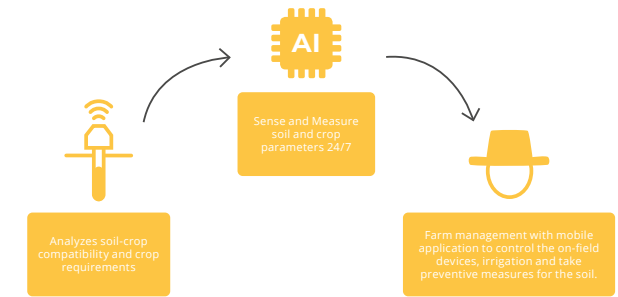 AI
Sense and Measure
soil and crop
parameters 24/7
Analyzes soil-crop
compatibility and crop
requirements
Farm management with mobile
application to control the on-field
devices, irrigation and take
preventive measures for the soil.